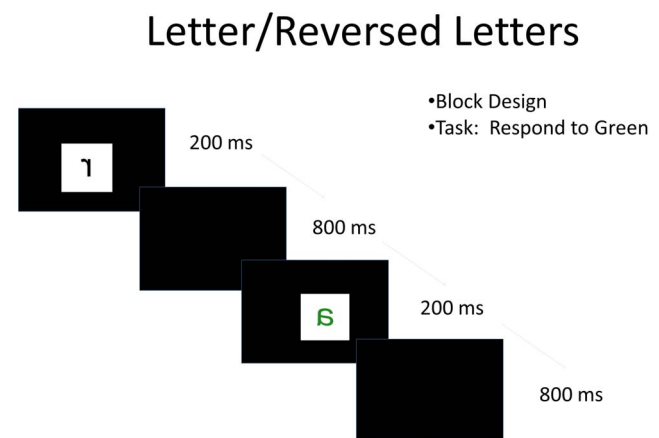 Letter/Reversed Letters
•Block Design
•Task: Respond to Green
r
200 ms
800 ms
a
200 ms
800 ms